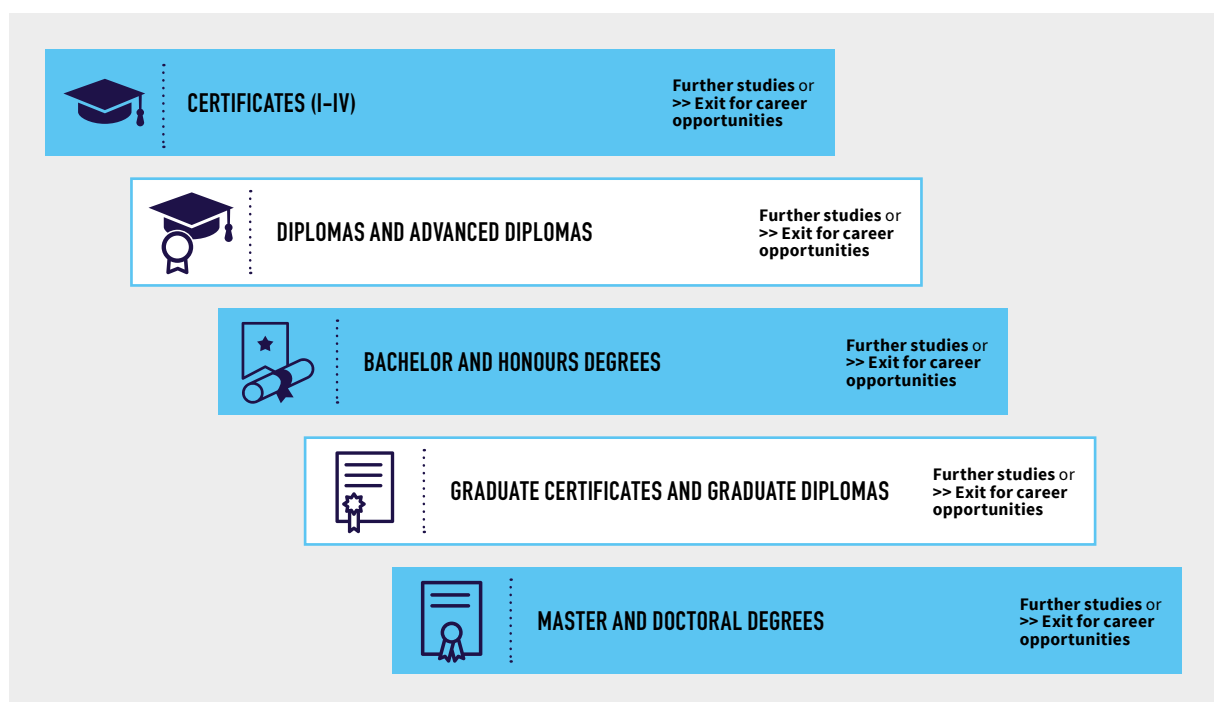 CERTIFICATES (I–IV)
Further studies or
>> Exit for career
opportunities
DIPLOMAS AND ADVANCED DIPLOMAS
Further studies or
>> Exit for career
opportunities
BACHELOR AND HONOURS DEGREES
Further studies or
>> Exit for career
opportunities
GRADUATE CERTIFICATES AND GRADUATE DIPLOMAS
Further studies or
>> Exit for career
opportunities
MASTER AND DOCTORAL DEGREES
Further studies or
>> Exit for career
opportunities